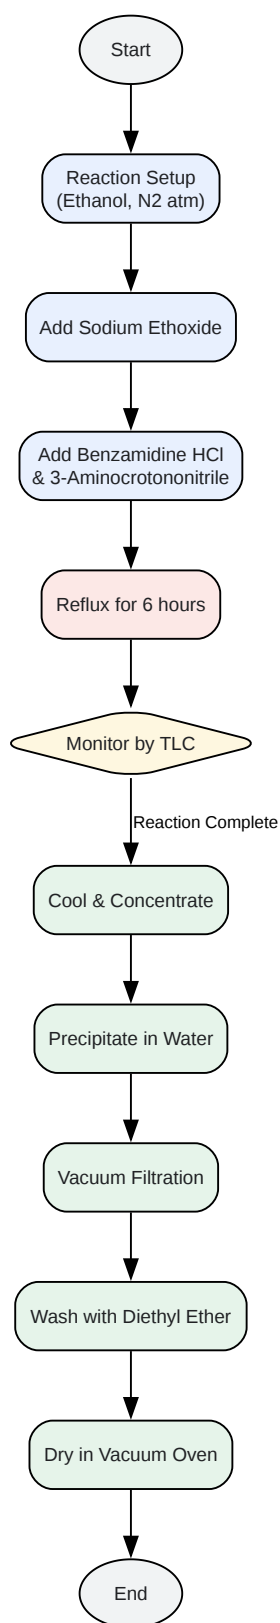 Start
Reaction Setup
(Ethanol, N2 atm)
Add Sodium Ethoxide
Add Benzamidine HCl
& 3-Aminocrotononitrile
Reflux for 6 hours
Monitor by TLC
Reaction Complete
Cool & Concentrate
Precipitate in Water
Vacuum Filtration
Wash with Diethyl Ether
Dry in Vacuum Oven
End